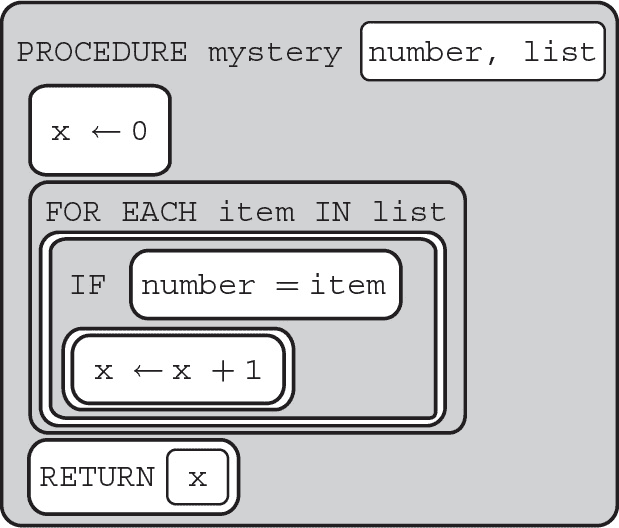 PROCEDURE mystery number, list
x ← 0
FOR EACH item IN list
IF number = item
x ← x + 1
RETURN x